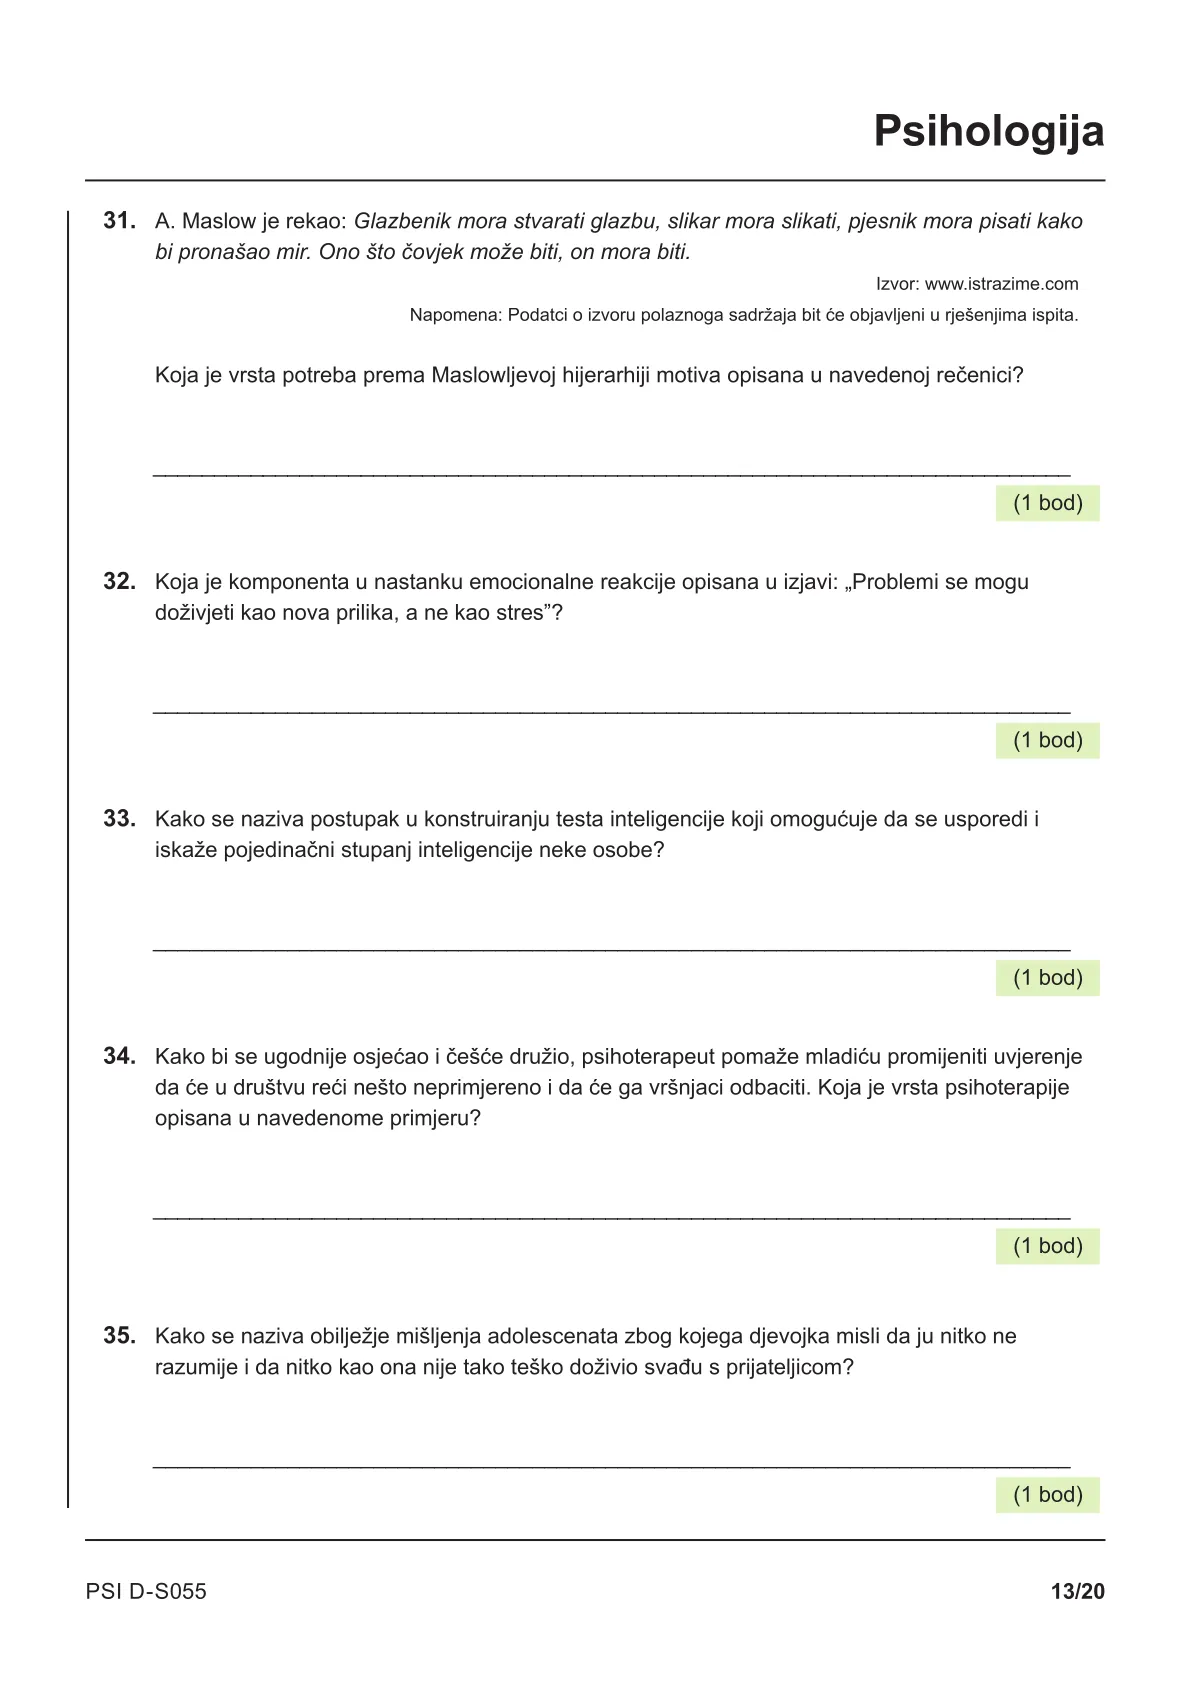 Psihologija
31. A. Maslow je rekao: Glazbenik mora stvarati glazbu, slikar mora slikati, pjesnik mora pisati kako
bi pronašao mir. Ono što čovjek može biti, on mora biti.
Izvor: www.istrazime.com
Napomena: Podatci o izvoru polaznoga sadržaja bit će objavljeni u rješenjima ispita.
Koja je vrsta potreba prema Maslowljevoj hijerarhiji motiva opisana u navedenoj rečenici?
(1 bod)
32. Koja je komponenta u nastanku emocionalne reakcije opisana u izjavi: „Problemi se mogu
doživjeti kao nova prilika, a ne kao stres”?
(1 bod)
33. Kako se naziva postupak u konstruiranju testa inteligencije koji omogućuje da se usporedi i
iskaže pojedinačni stupanj inteligencije neke osobe?
(1 bod)
34. Kako bi se ugodnije osjećao i češće družio, psihoterapeut pomaže mladiću promijeniti uvjerenje
da će u društvu reći nešto neprimjereno i da će ga vršnjaci odbaciti. Koja je vrsta psihoterapije
opisana u navedenome primjeru?
(1 bod)
35. Kako se naziva obilježje mišljenja adolescenata zbog kojega djevojka misli da ju nitko ne
razumije i da nitko kao ona nije tako teško doživio svađu s prijateljicom?
(1 bod)
PSI D-S055
13/20